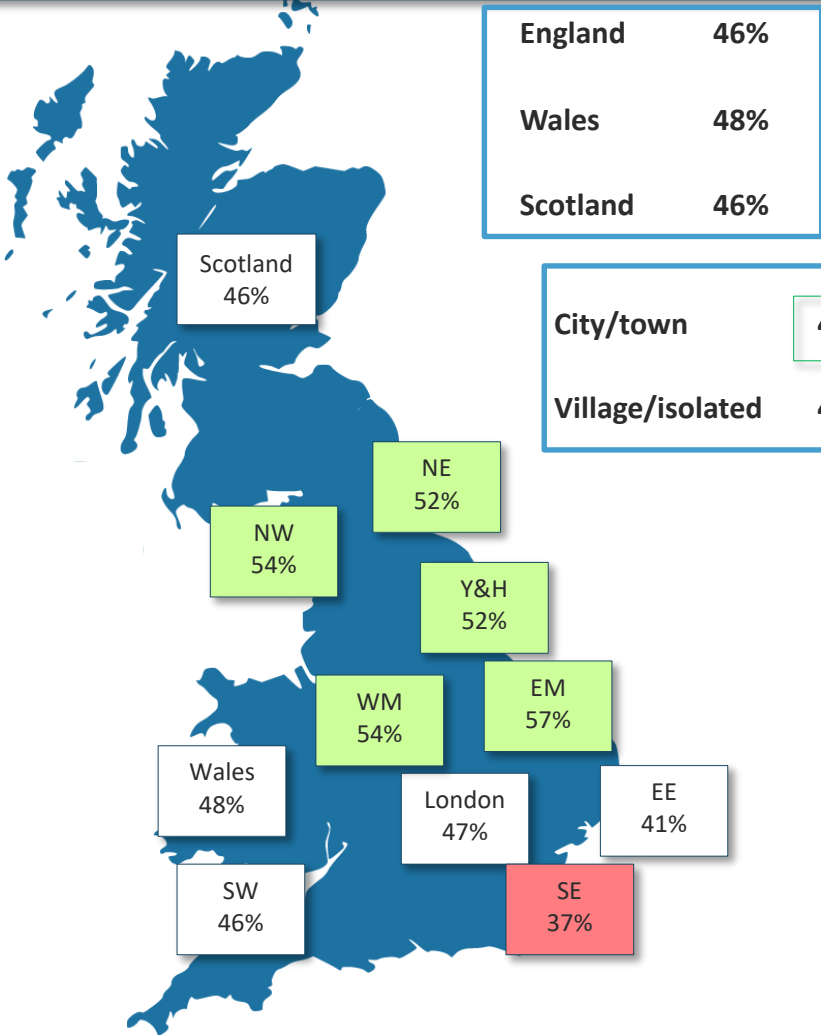 England 46%
Wales 48%
Scotland 46%
City/town
Village/isolated
Scotland
46%
NE
52%
NW
54%
Y&H
52%
EM
57%
WM
54%
Wales
48%
London
47%
EE
41%
SW
46%
SE
37%